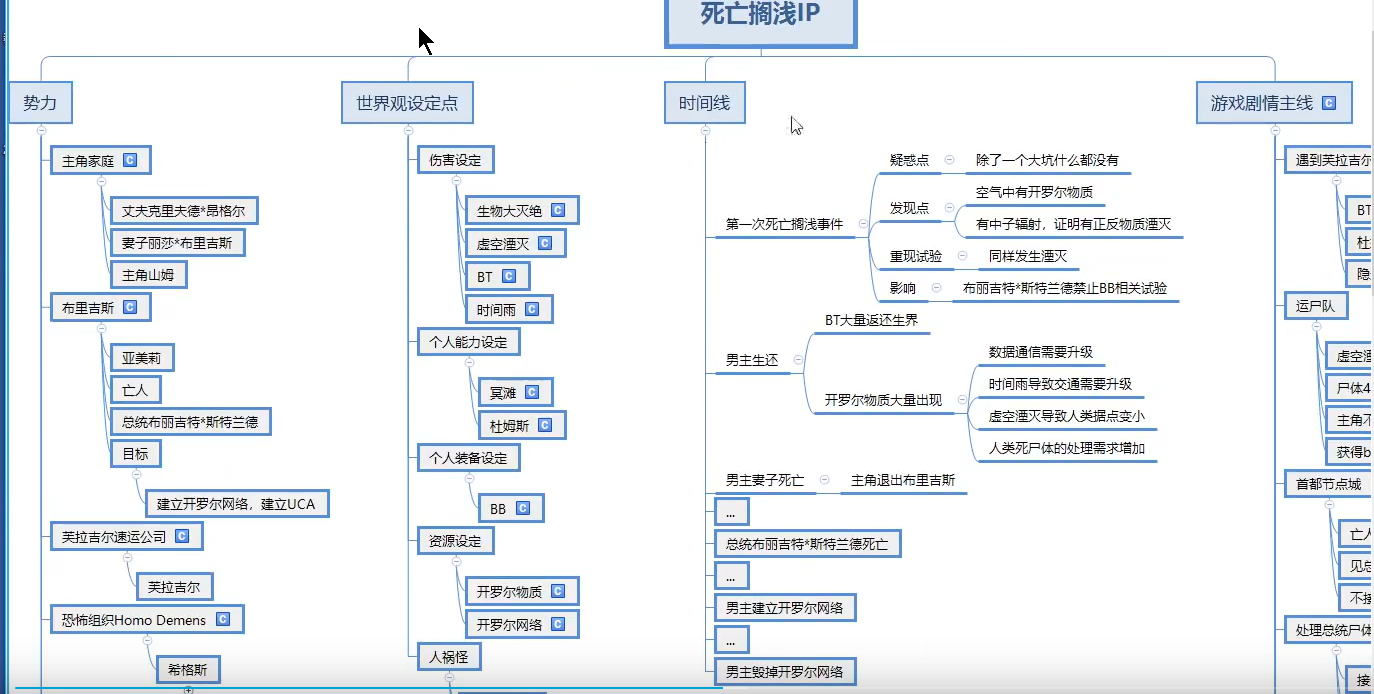 死亡搁浅IP
势力
主角家庭
丈夫克里夫德*昂格尔
妻子丽莎*布里吉斯
主角山姆
布里吉斯
亚美莉
亡人
总统布丽吉特*斯特兰德
目标
建立开罗尔网络，建立UCA
芙拉吉尔速运公司
芙拉吉尔
恐怖组织Homo Demens
希格斯
世界观设定点
伤害设定
生物大灭绝
虚空湮灭
BT
时间雨
个人能力设定
冥滩
杜姆斯
个人装备设定
BB
资源设定
开罗尔物质
开罗尔网络
人祸怪
时间线
第一次死亡搁浅事件
疑惑点
除了一个大坑什么都没有
发现点
空气中有开罗尔物质
有中子辐射，证明有正反物质湮灭
重现试验
同样发生湮灭
影响
布丽吉特*斯特兰德禁止BB相关试验
男主生还
BT大量返还生界
开罗尔物质大量出现
数据通信需要升级
时间雨导致交通需要升级
虚空湮灭导致人类据点变小
人类死尸体的处理需求增加
男主妻子死亡
主角退出布里吉斯
...
总统布丽吉特*斯特兰德死亡
...
男主建立开罗尔网络
...
男主毁掉开罗尔网络
游戏剧情主线
遇到芙拉吉尔
BT
杜
隐
运尸队
虚空湮
尸体4
主角不
获得b
首都节点城
亡人
见总
不接
处理总统尸体
接